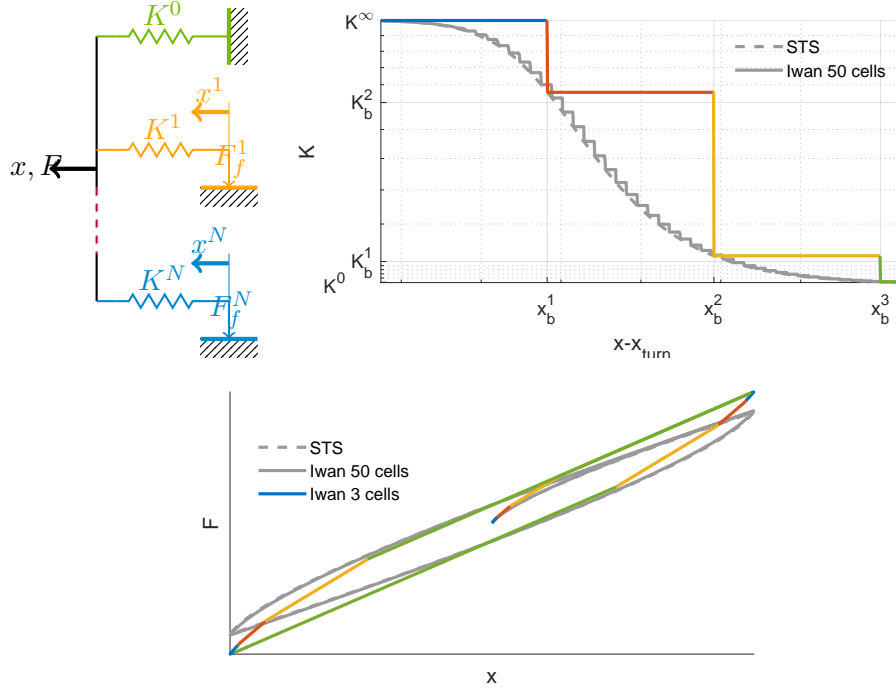 K^0
x^1
K^1
F_f^1
x, F
x^N
K^N
F_f^N
K^∞
K_b^2
K
K_b^1
K^0
STS
Iwan 50 cells
x_b^1
x_b^2
x_b^3
x-x_turn
STS
Iwan 50 cells
Iwan 3 cells
F
x